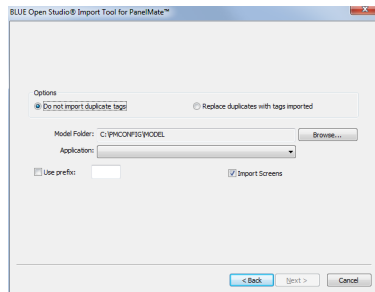 BLUE Open Studio® Import Tool for PanelMate™
Options
Do not import duplicate tags
Replace duplicates with tags imported
Model Folder: C:\PMCONFIG\MODEL
Browse...
Application:
Use prefix:
Import Screens
< Back Next > Cancel